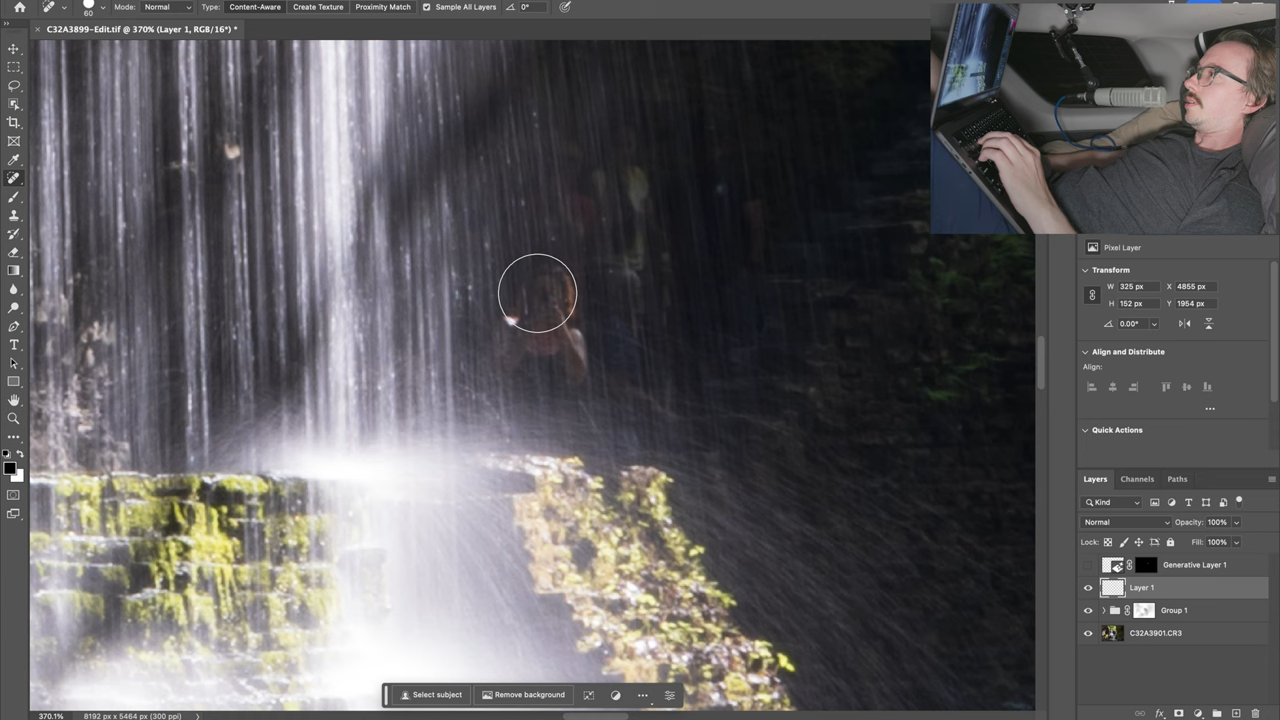 Mode: Normal Type: Content-Aware Create Texture Proximity Match Sample All Layers 0°
60
C32A3899-Edit.tif @ 370% (Layer 1, RGB/16*) *
Pixel Layer
Transform
W 325 px X 4855 px
H 152 px Y 1954 px
0.00°
Align and Distribute
Align:
Quick Actions
Layers Channels Paths
Kind
Normal Opacity: 100%
Lock: Fill: 100%
Generative Layer 1
Layer 1
Group 1
C32A3901.CR3
Select subject Remove background
370.1% 8192 px x 5464 px (300 ppi)